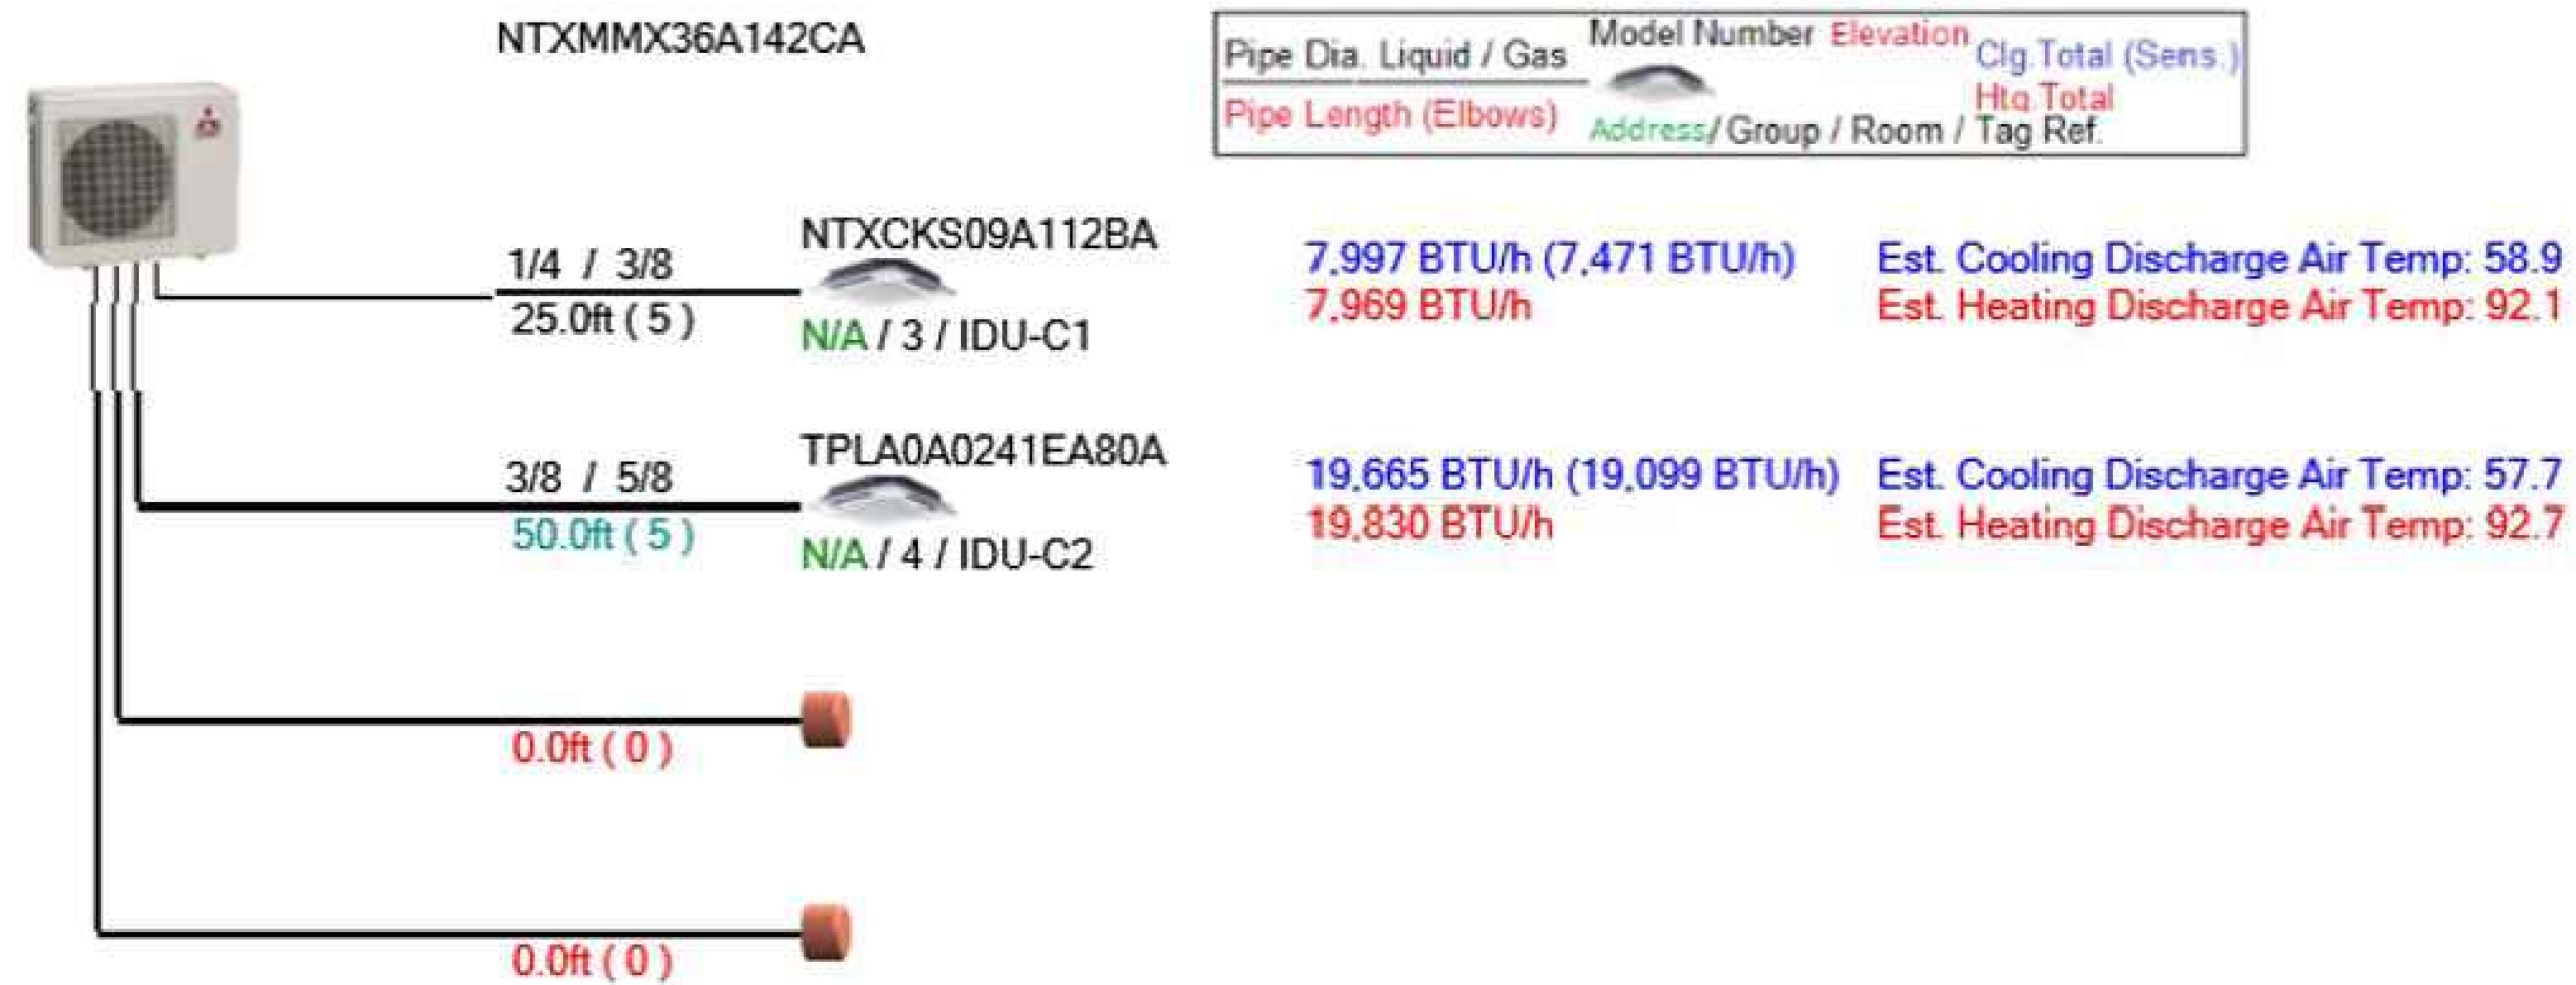 NTXMMX36A142CA
Pipe Dia. Liquid / Gas
Pipe Length (Elbows)
Model Number Elevation
Clg.Total (Sens.)
Htg.Total
Address/ Group / Room / Tag Ref.
1/4 / 3/8
25.0ft ( 5 )
NTXCKS09A112BA
N/A / 3 / IDU-C1
7,997 BTU/h (7,471 BTU/h)
7,969 BTU/h
Est. Cooling Discharge Air Temp: 58.9
Est. Heating Discharge Air Temp: 92.1
3/8 / 5/8
50.0ft ( 5 )
TPLA0A0241EA80A
N/A / 4 / IDU-C2
19,665 BTU/h (19,099 BTU/h)
19,830 BTU/h
Est. Cooling Discharge Air Temp: 57.7
Est. Heating Discharge Air Temp: 92.7
0.0ft ( 0 )
0.0ft ( 0 )